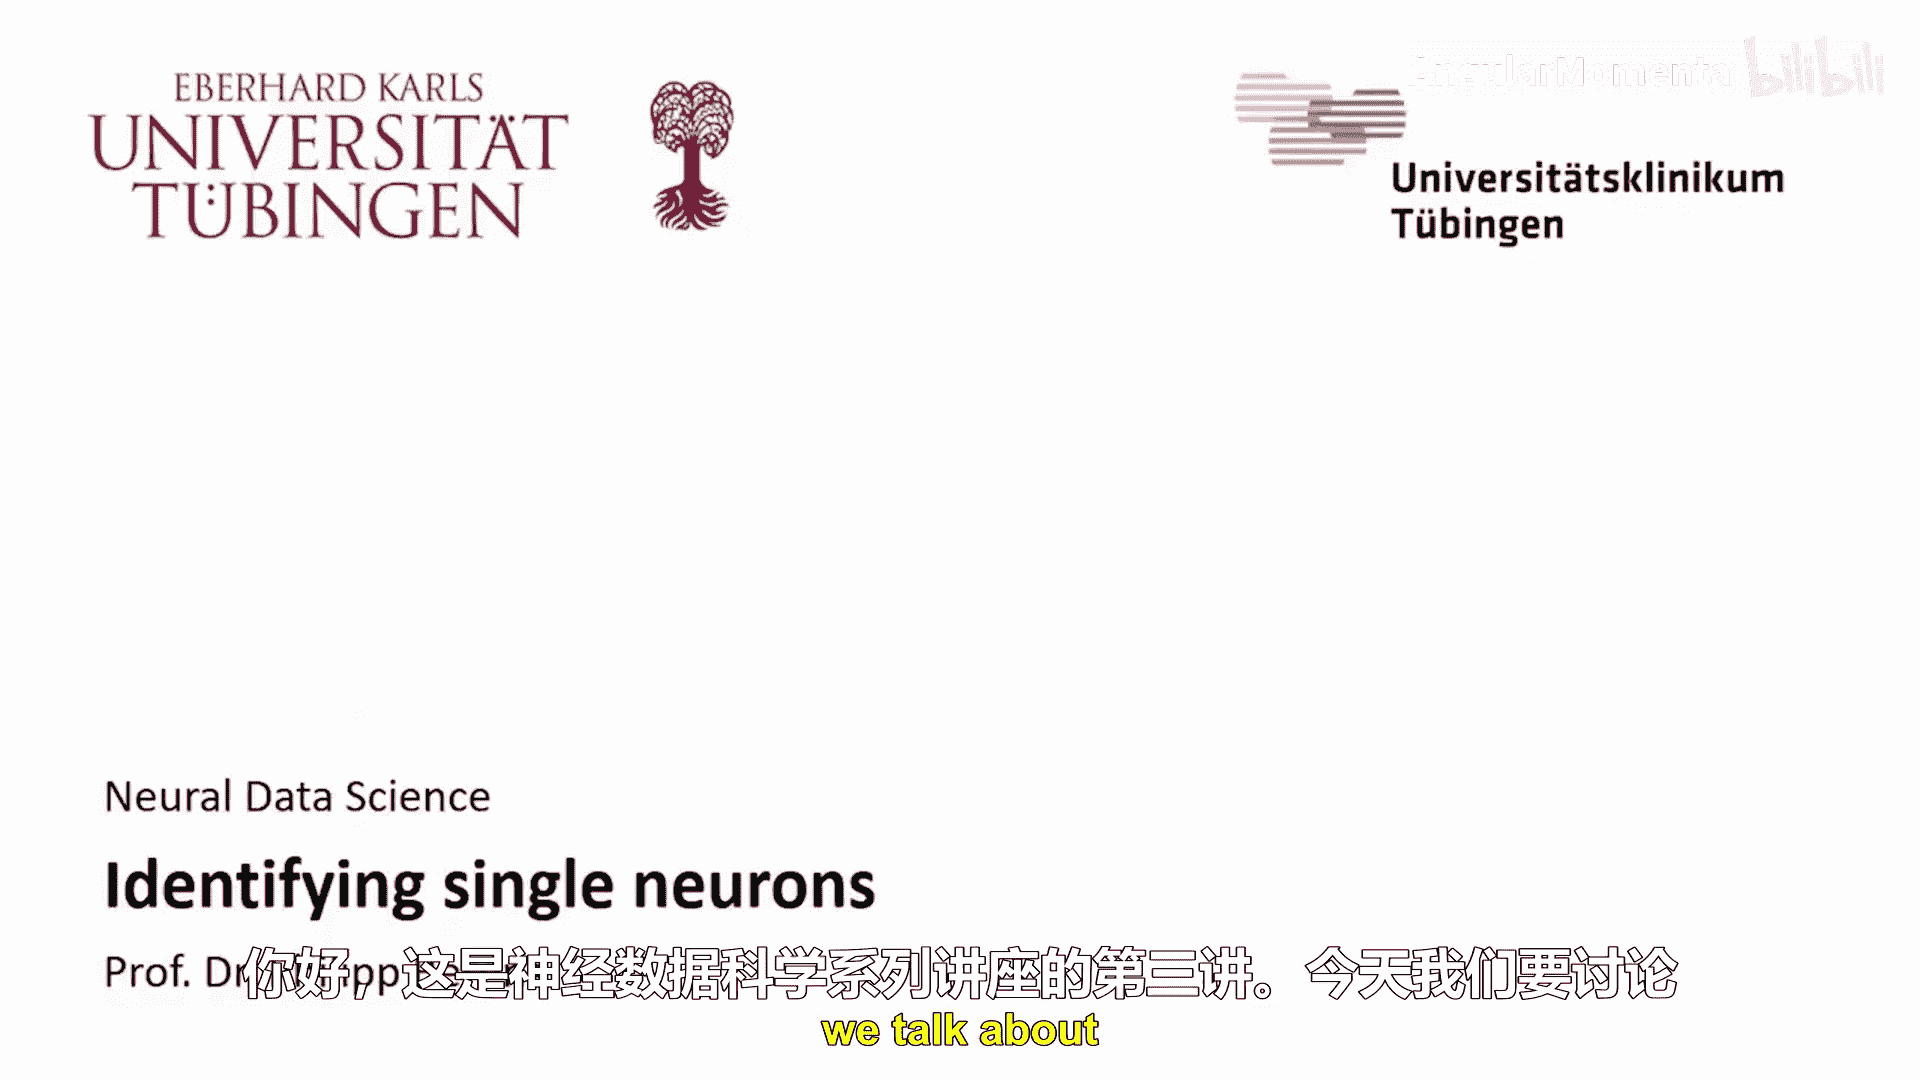 EBERHARD KARLS
UNIVERSITÄT
TÜBINGEN
AngularMomenta bilibili
Universitätsklinikum
Tübingen
Neural Data Science
Identifying single neurons
Prof. Dr.
你好，这是神经数据科学系列讲座的第三讲。今天我们要讨论
we talk about